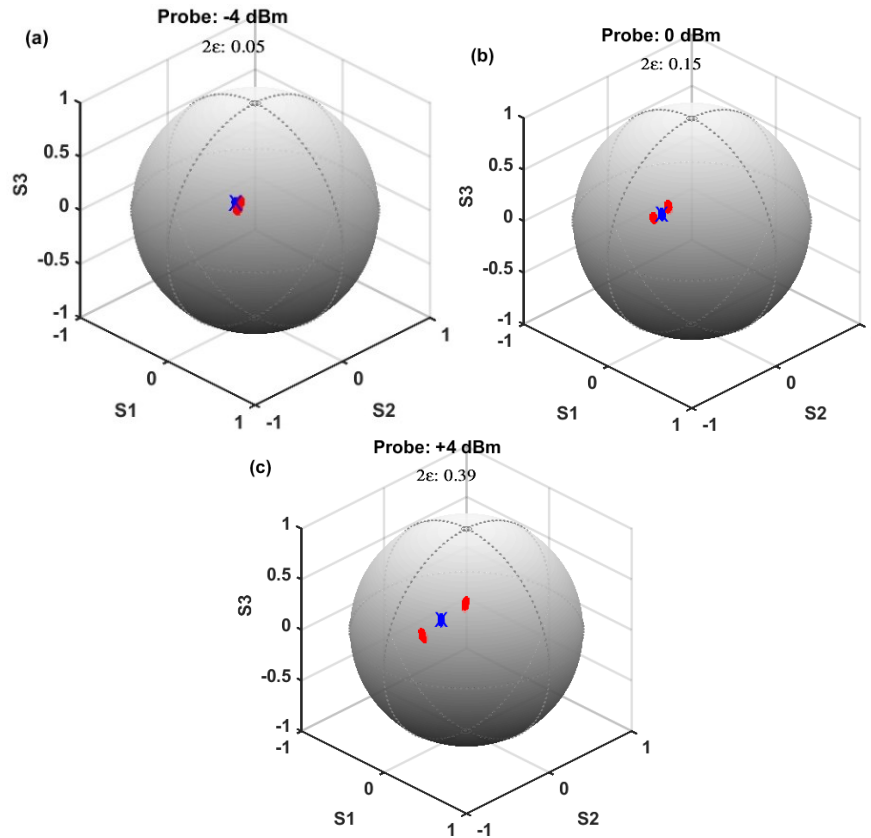 (a)
Probe: -4 dBm
2ε: 0.05
1
0.5
0
-0.5
-1
S3
-1
0
1
S1
-1
0
1
S2
(b)
Probe: 0 dBm
2ε: 0.15
1
0.5
0
-0.5
-1
S3
-1
0
1
S1
-1
0
S2
(c)
Probe: +4 dBm
2ε: 0.39
1
0.5
0
-0.5
-1
S3
-1
0
1
S1
-1
0
1
S2